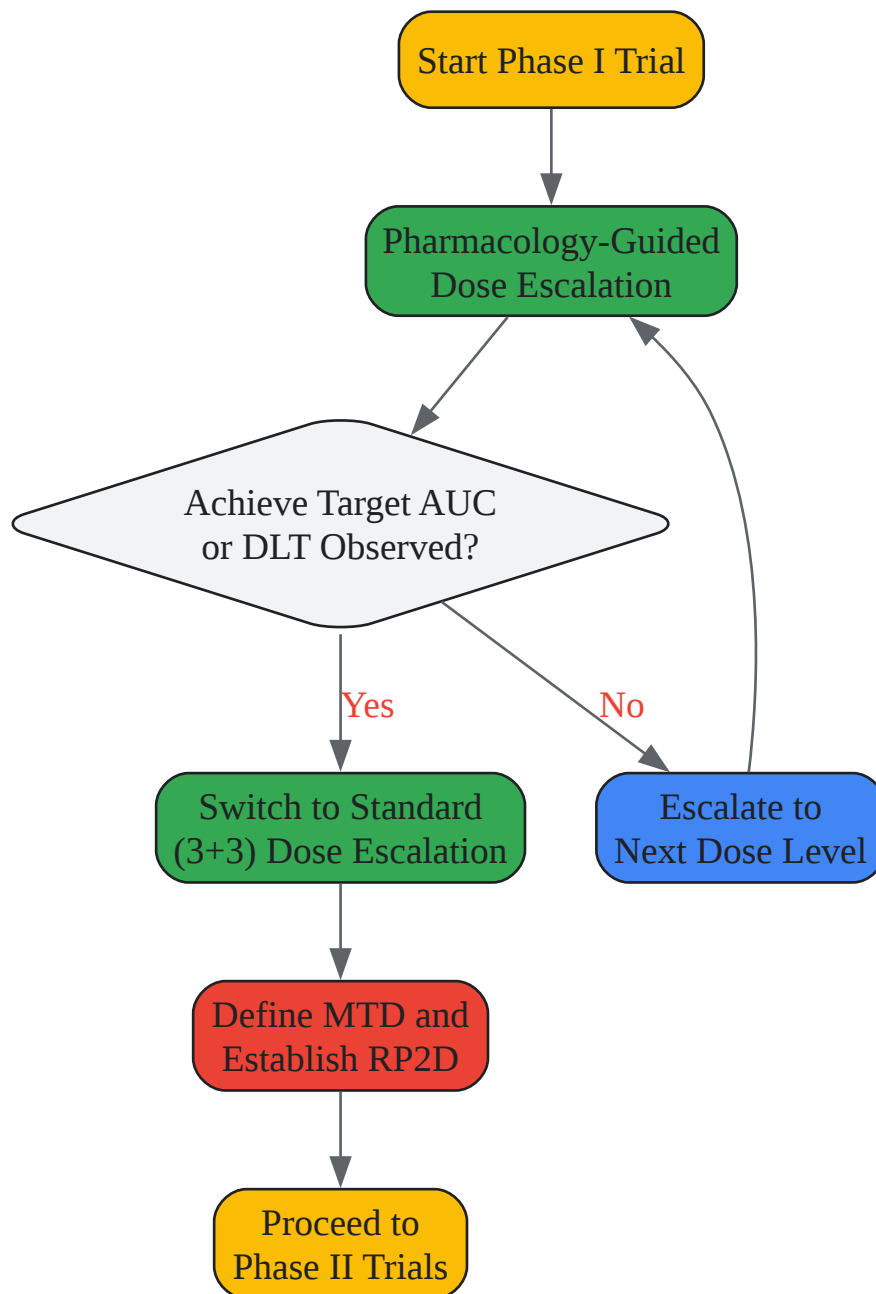 Start Phase I Trial
Pharmacology-Guided
Dose Escalation
Achieve Target AUC
or DLT Observed?
Yes
No
Switch to Standard
(3+3) Dose Escalation
Escalate to
Next Dose Level
Define MTD and
Establish RP2D
Proceed to
Phase II Trials